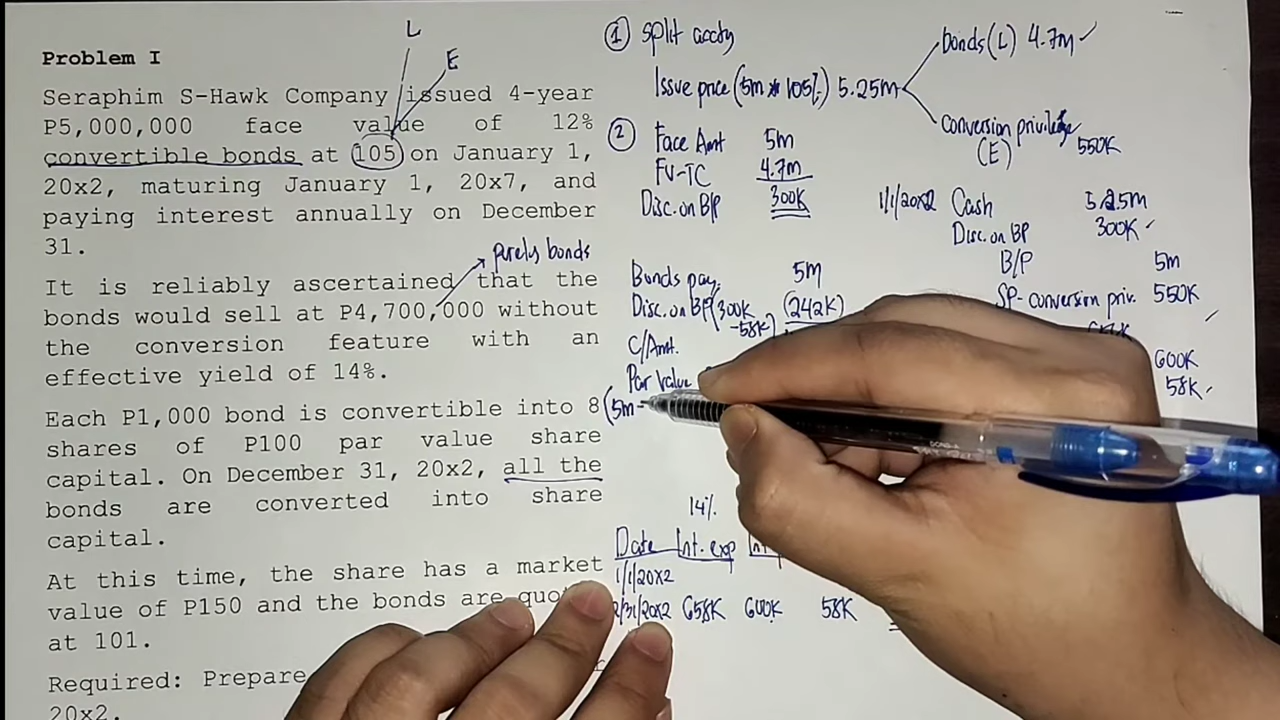 Problem I
Seraphim S-Hawk Company issued 4-year
P5,000,000 face value of 12%
convertible bonds at 105 on January 1,
20x2, maturing January 1, 20x7, and
paying interest annually on December
31.
It is reliably ascertained that the
bonds would sell at P4,700,000 without
the conversion feature with an
effective yield of 14%.
Each P1,000 bond is convertible into 8
shares of P100 par value share
capital. On December 31, 20x2, all the
bonds are converted into share
capital.
At this time, the share has a market
value of P150 and the bonds are
at 101.
Required: Prepare
20x2.
L
E
purely bonds
1 Split acctg
Issue price (5m * 105%) 5.25m
bonds (L) 4.7m ✓
conversion privilege
(E) 550K
2 Face Amt 5m
FV-TC 4.7m
Disc. on B/P 300K
1/1/20x2 Cash 5.25m
Disc. on BP 300K ✓
B/P 5m
SP- conversion priv. 550K
600K
58K ✓
Bonds pay. 5m
Disc. on BP (300K -58K) (242K)
C/Amt.
Par value
(5m
14%
Date Int. exp
1/1/20x2
12/31/20x2 658K 600K 58K